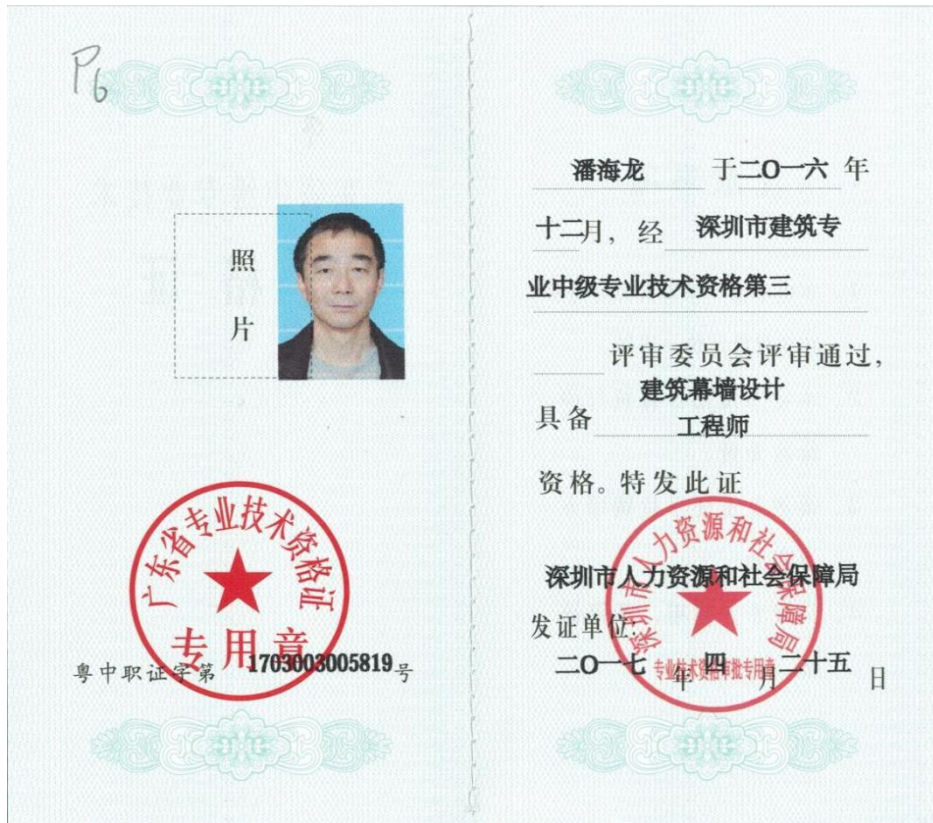 P6
照
片
广东省专业技术资格证
专用章
粤中职证字第 1703003005819 号
潘海龙 于二〇一六 年
十二月，经 深圳市建筑专
业中级专业技术资格第三
评审委员会评审通过,
建筑幕墙设计
具备 工程师
资格。特发此证
深圳市人力资源和社会保障局
深圳市人力资源和社会保障局
发证单位:
专业技术资格审批专用章
二〇一七 年 四 月 二十五 日